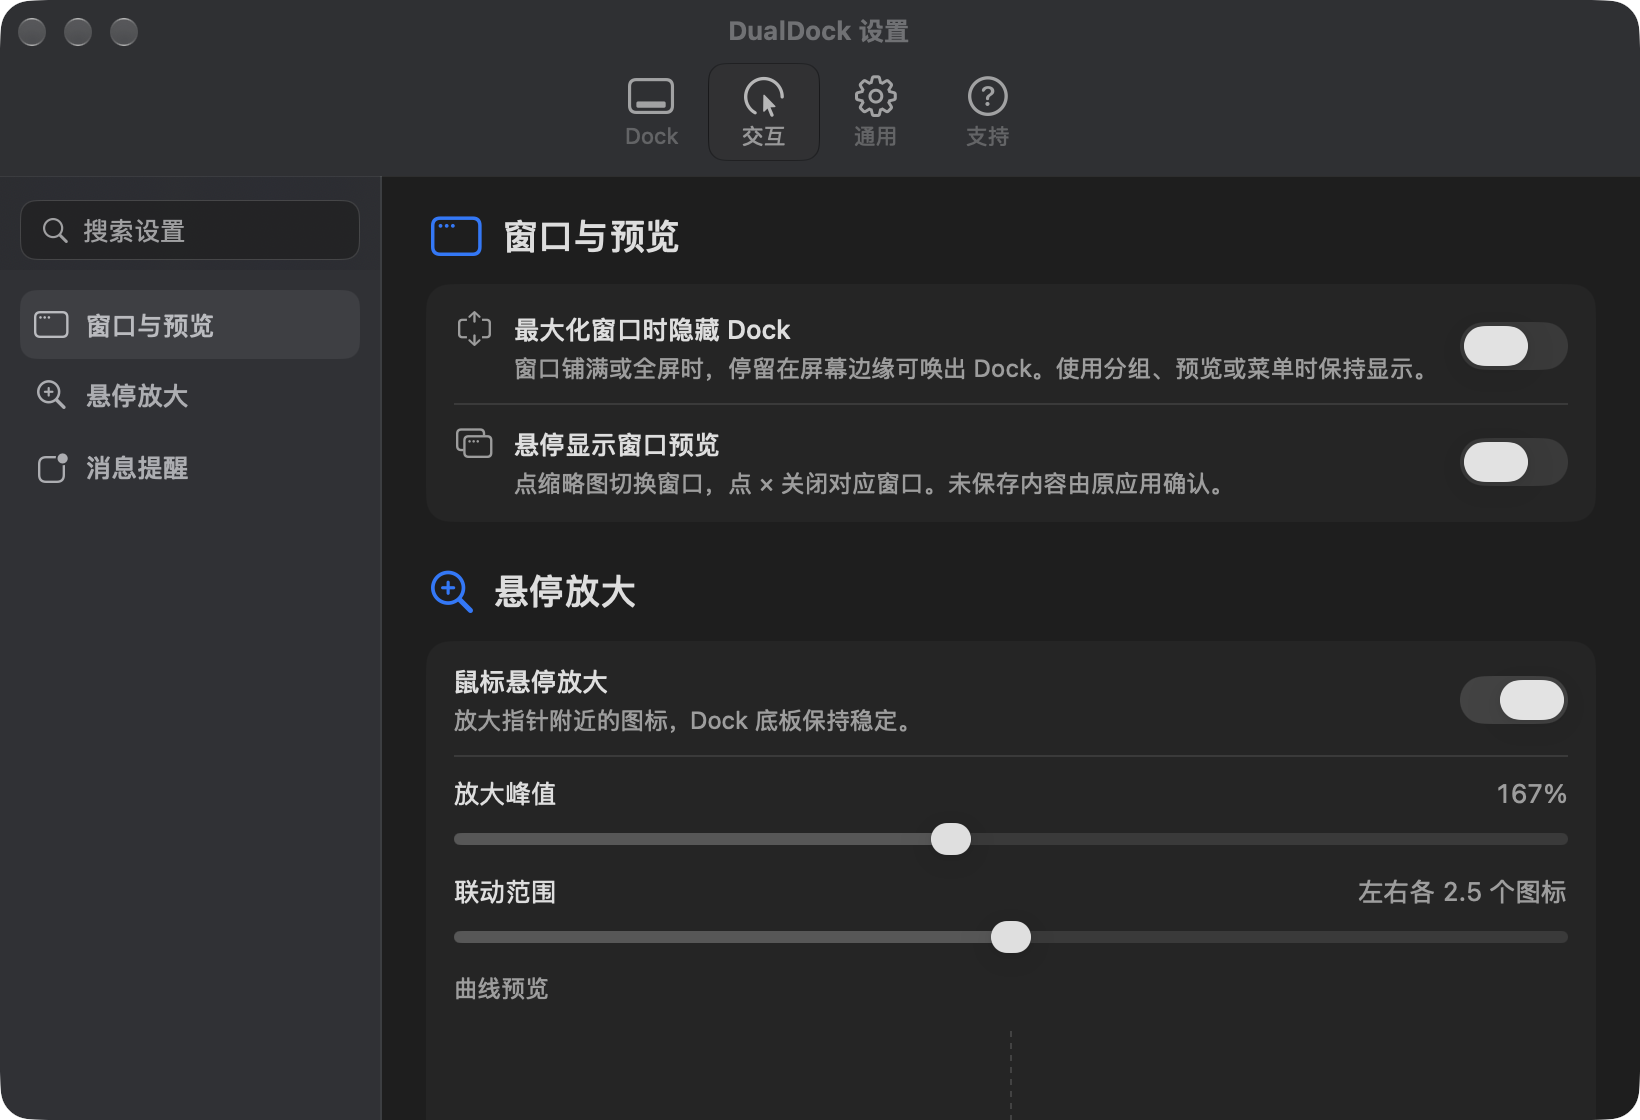 DualDock 设置
Dock
交互
通用
支持
搜索设置
窗口与预览
悬停放大
消息提醒
窗口与预览
最大化窗口时隐藏 Dock
窗口铺满或全屏时，停留在屏幕边缘可唤出 Dock。使用分组、预览或菜单时保持显示。
悬停显示窗口预览
点缩略图切换窗口，点 × 关闭对应窗口。未保存内容由原应用确认。
悬停放大
鼠标悬停放大
放大指针附近的图标，Dock 底板保持稳定。
放大峰值
167%
联动范围
左右各 2.5 个图标
曲线预览